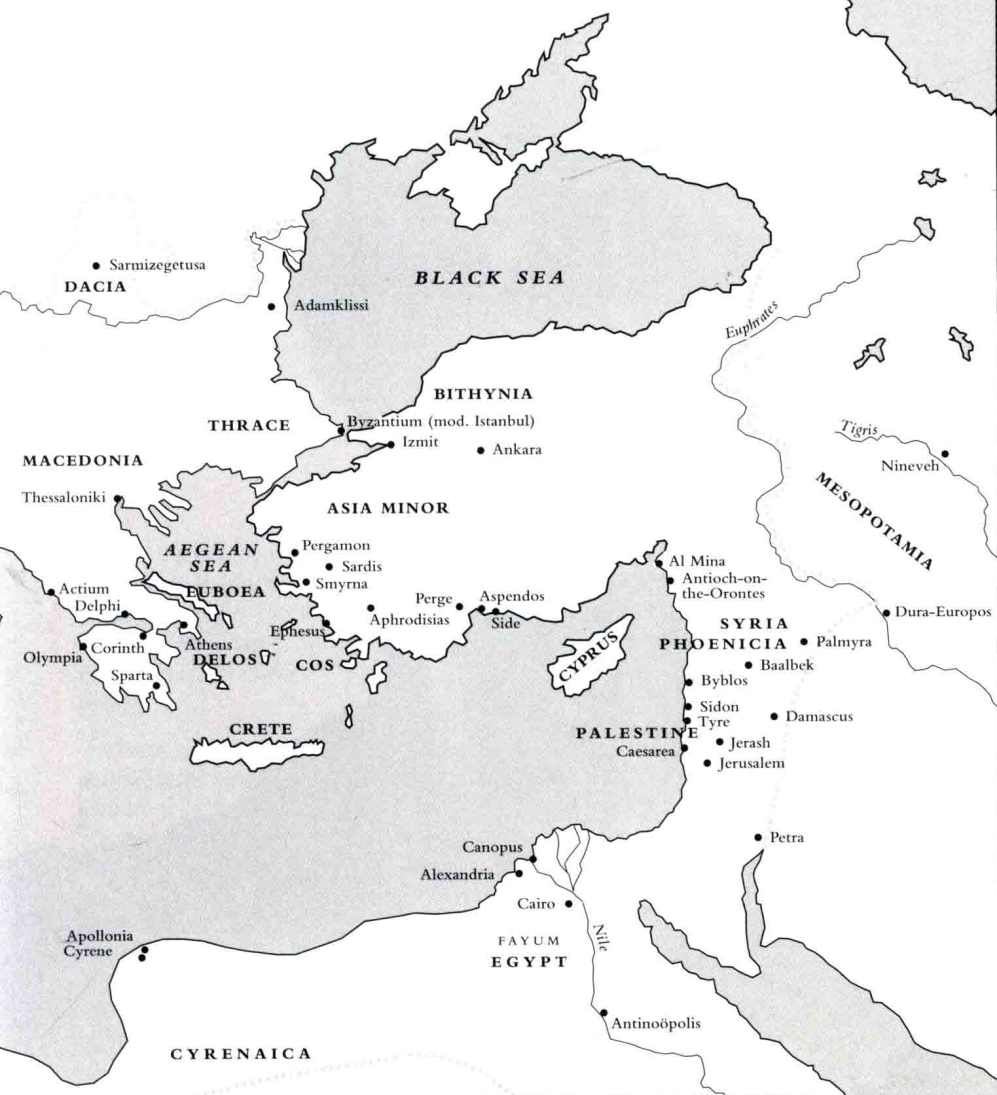 BLACK SEA
Sarmizegetusa
DACIA
Adamklissi
Euphrates
BITHYNIA
THRACE
Byzantium (mod. Istanbul)
Izmit
Ankara
Tigris
Nineveh
MACEDONIA
Thessaloniki
MESOPOTAMIA
ASIA MINOR
AEGEAN
SEA
Pergamon
Sardis
Smyrna
EUBOEA
Al Mina
Antioch-on-
the-Orontes
Actium
Delphi
Perge
Aspendos
Side
Aphrodisias
Dura-Europos
SYRIA
PHOENICIA
Palmyra
Ephesus
Athens
Corinth
Olympia
DELOS
COS
CYPRUS
Baalbek
Sparta
Byblos
Sidon
Tyre
Damascus
CRETE
PALESTINE
Caesarea
Jerash
Jerusalem
Petra
Canopus
Alexandria
Cairo
Nile
Apollonia
Cyrene
FAYUM
EGYPT
Antinoöpolis
CYRENAICA